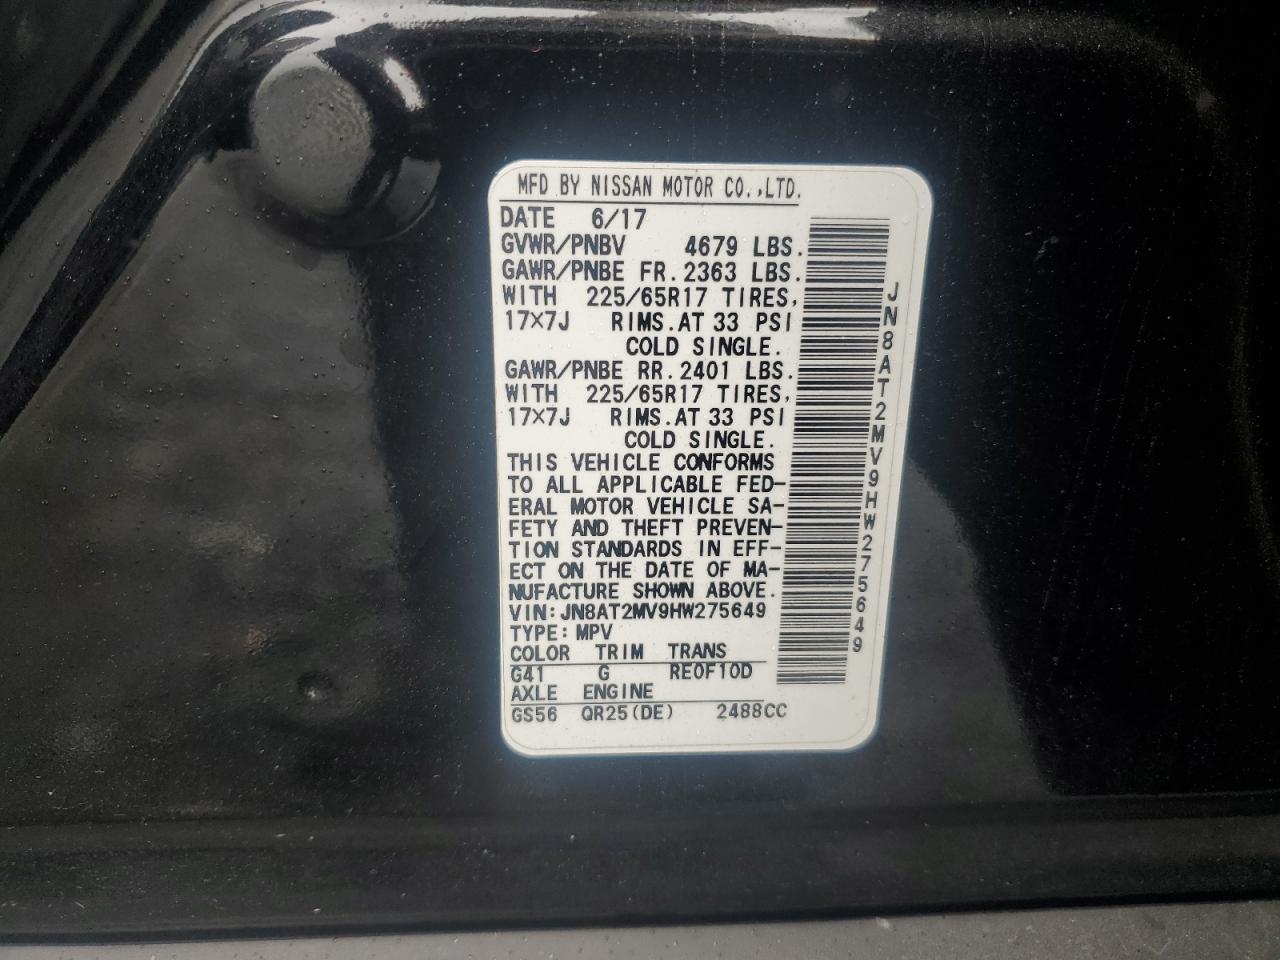 MFD BY NISSAN MOTOR CO.,LTD.
DATE 6/17
GVWR/PNBV 4679 LBS.
GAWR/PNBE FR. 2363 LBS.
WITH 225/65R17 TIRES,
17×7J RIMS. AT 33 PSI
COLD SINGLE.
GAWR/PNBE RR. 2401 LBS.
WITH 225/65R17 TIRES,
17×7J RIMS. AT 33 PSI
COLD SINGLE.
THIS VEHICLE CONFORMS
TO ALL APPLICABLE FED-
ERAL MOTOR VEHICLE SA-
FETY AND THEFT PREVEN-
TION STANDARDS IN EFF-
ECT ON THE DATE OF MA-
NUFACTURE SHOWN ABOVE.
VIN: JN8AT2MV9HW275649
TYPE: MPV
COLOR TRIM TRANS
G41 G RE0F10D
AXLE ENGINE
GS56 QR25(DE) 2488CC
JN8AT2MV9HW275649